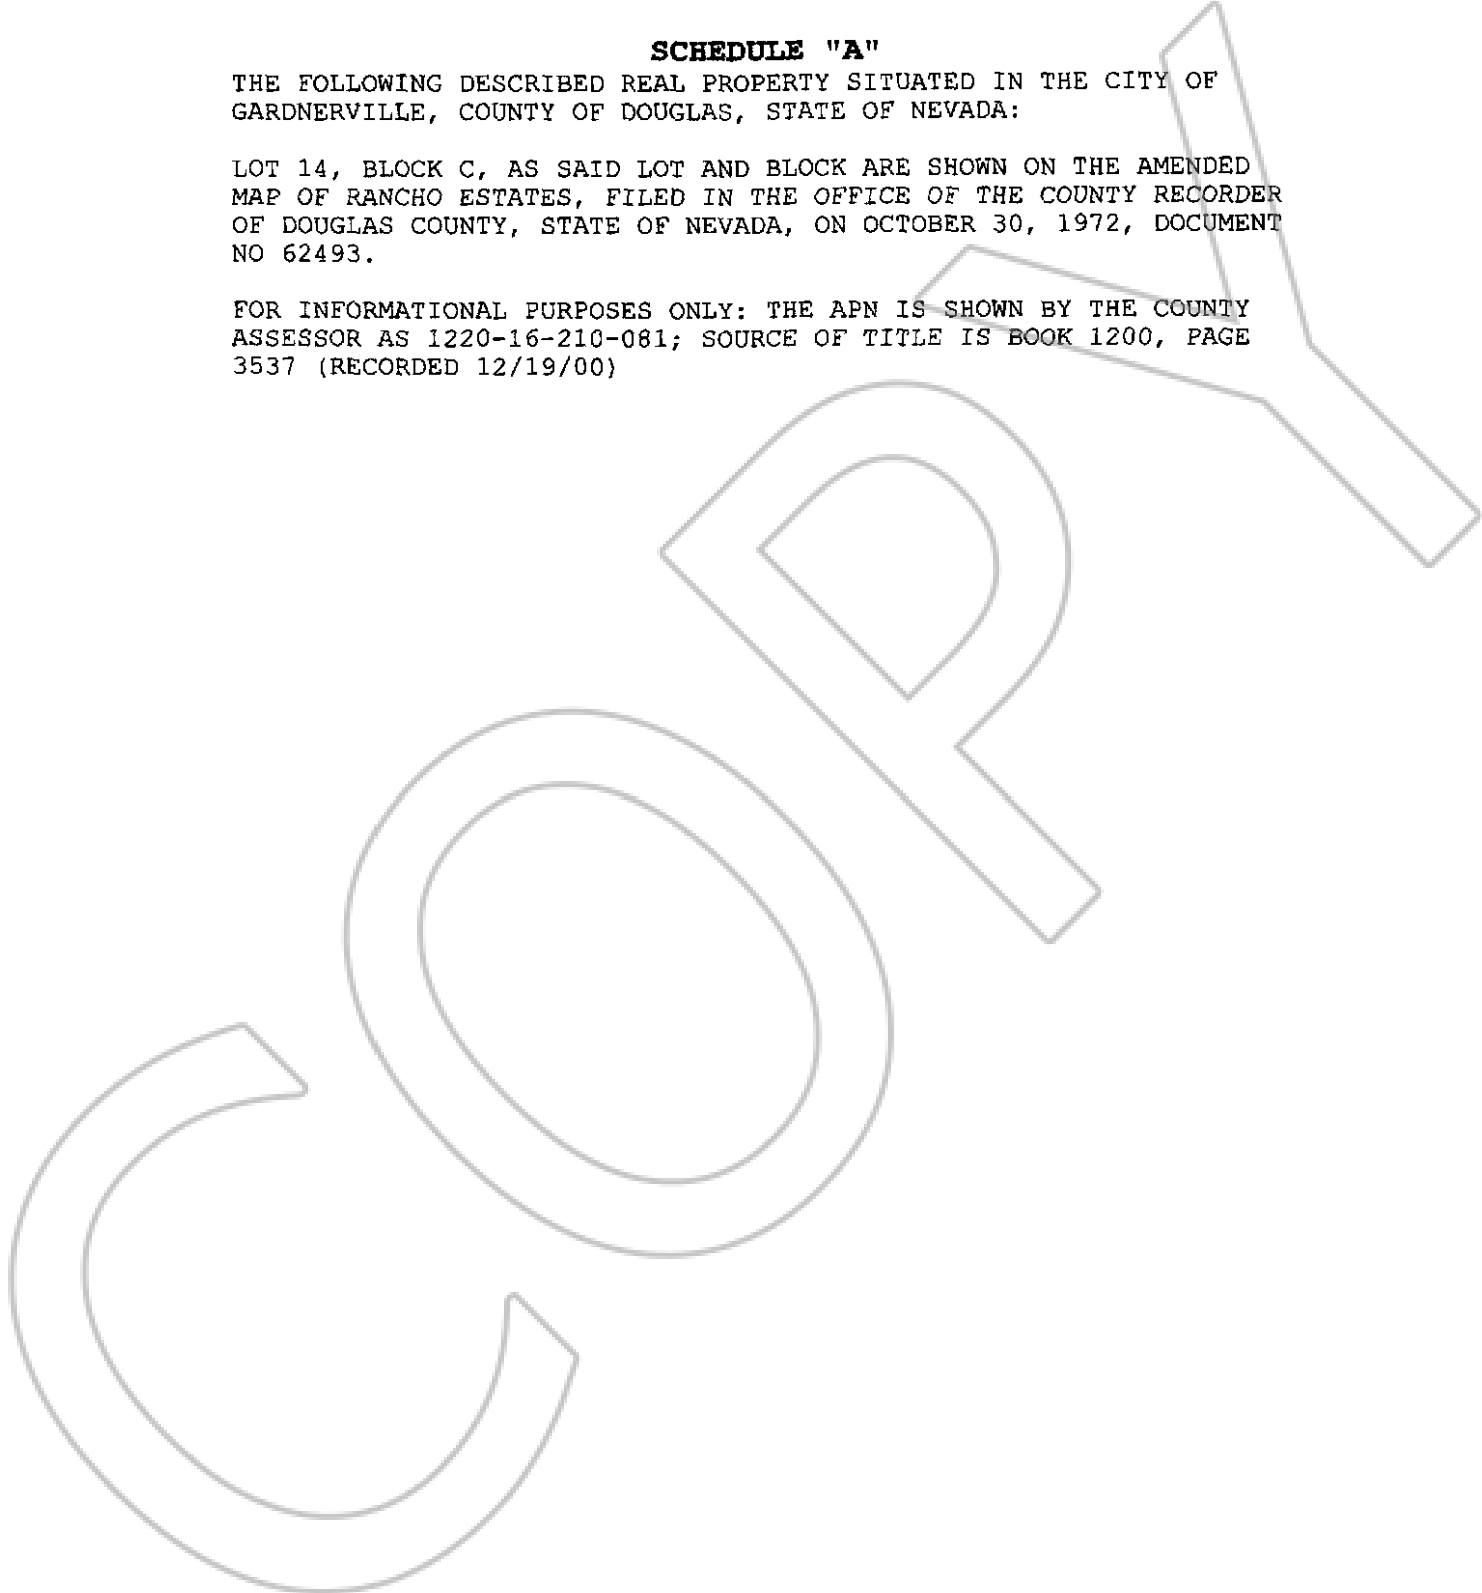 SCHEDULE "A"
THE FOLLOWING DESCRIBED REAL PROPERTY SITUATED IN THE CITY OF
GARDNERVILLE, COUNTY OF DOUGLAS, STATE OF NEVADA:
LOT 14, BLOCK C, AS SAID LOT AND BLOCK ARE SHOWN ON THE AMENDED
MAP OF RANCHO ESTATES, FILED IN THE OFFICE OF THE COUNTY RECORDER
OF DOUGLAS COUNTY, STATE OF NEVADA, ON OCTOBER 30, 1972, DOCUMENT
NO 62493.
FOR INFORMATIONAL PURPOSES ONLY: THE APN IS SHOWN BY THE COUNTY
ASSESSOR AS 1220-16-210-081; SOURCE OF TITLE IS BOOK 1200, PAGE
3537 (RECORDED 12/19/00)
COPY